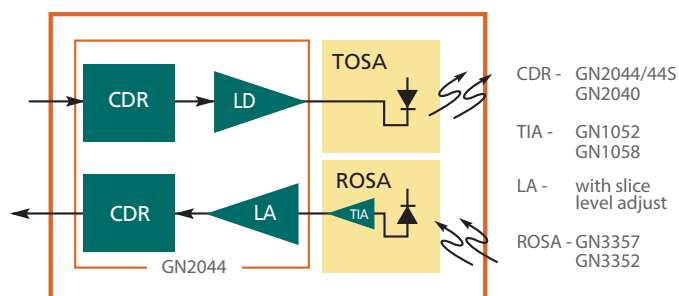 TOSA
CDR
LD
ROSA
CDR
LA
TIA
GN2044
CDR - GN2044/44S
GN2040
TIA - GN1052
GN1058
LA - with slice
level adjust
ROSA - GN3357
GN3352